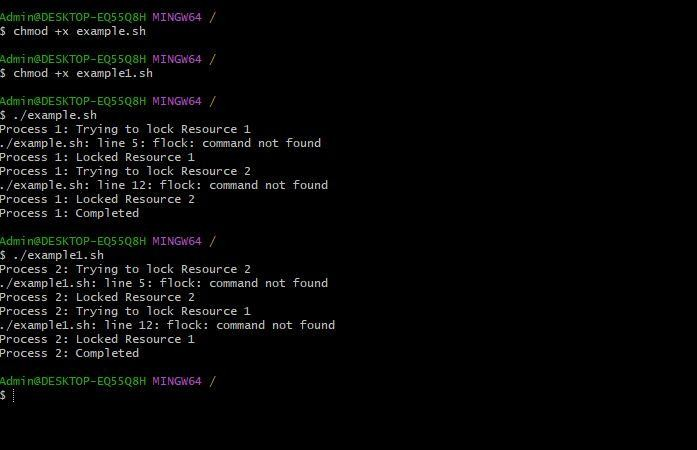 Admin@DESKTOP-EQ55Q8H MINGW64 /
$ chmod +x example.sh
Admin@DESKTOP-EQ55Q8H MINGW64 /
$ chmod +x example1.sh
Admin@DESKTOP-EQ55Q8H MINGW64 /
$ ./example.sh
Process 1: Trying to lock Resource 1
./example.sh: line 5: flock: command not found
Process 1: Locked Resource 1
Process 1: Trying to lock Resource 2
./example.sh: line 12: flock: command not found
Process 1: Locked Resource 2
Process 1: Completed
Admin@DESKTOP-EQ55Q8H MINGW64 /
$ ./example1.sh
Process 2: Trying to lock Resource 2
./example1.sh: line 5: flock: command not found
Process 2: Locked Resource 2
Process 2: Trying to lock Resource 1
./example1.sh: line 12: flock: command not found
Process 2: Locked Resource 1
Process 2: Completed
Admin@DESKTOP-EQ55Q8H MINGW64 /
$